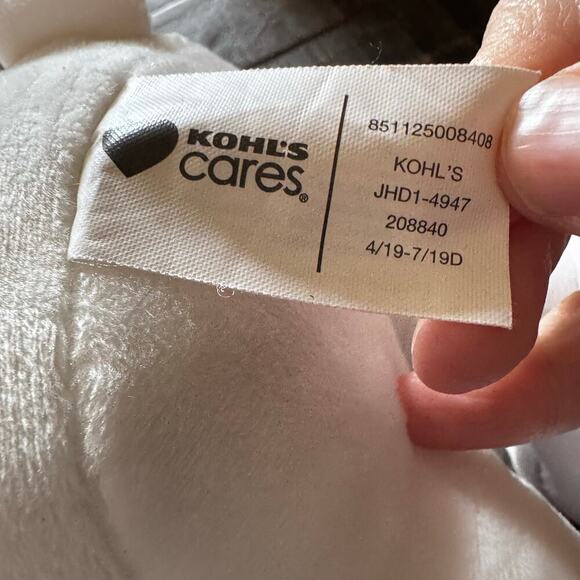 KOHL'S
cares®
851125008408
KOHL'S
JHD1-4947
208840
4/19-7/19D